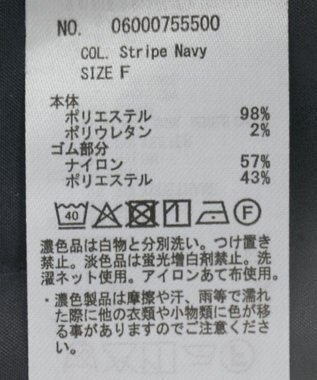 NO. 06000755500
COL. Stripe Navy
SIZE F
本体
ポリエステル 98%
ポリウレタン 2%
ゴム部分
ナイロン 57%
ポリエステル 43%
40 F
濃色品は白物と分別洗い。つけ置き
禁止。淡色品は蛍光増白剤禁止。洗
濯ネット使用。アイロンあて布使用。
・濃色製品は摩擦や汗、雨等で濡れ
た際に他の衣類や小物類に色が移
る事がありますのでご注意くださ
い。